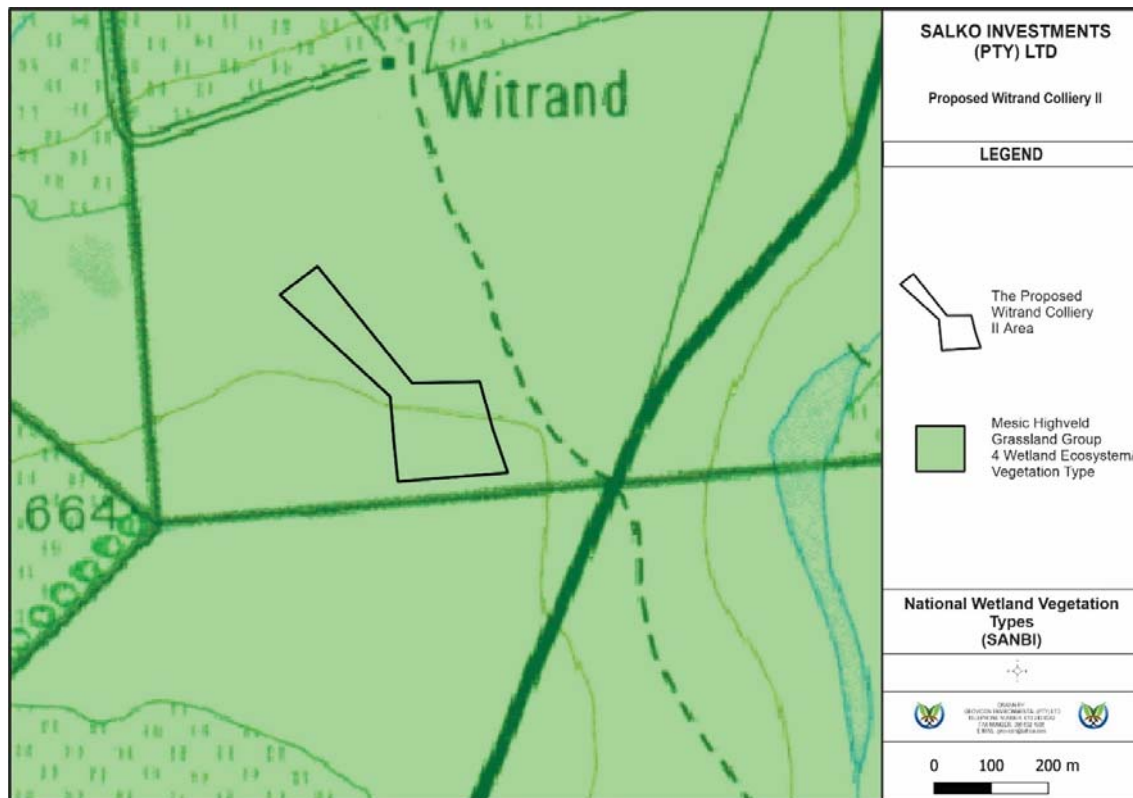 Witrand
664
SALKO INVESTMENTS
(PTY) LTD
Proposed Witrand Colliery II
LEGEND
The Proposed
Witrand Colliery
II Area
Mesic Highveld
Grassland Group
4 Wetland Ecosystem/
Vegetation Type
National Wetland Vegetation
Types
(SANBI)
0 100 200 m